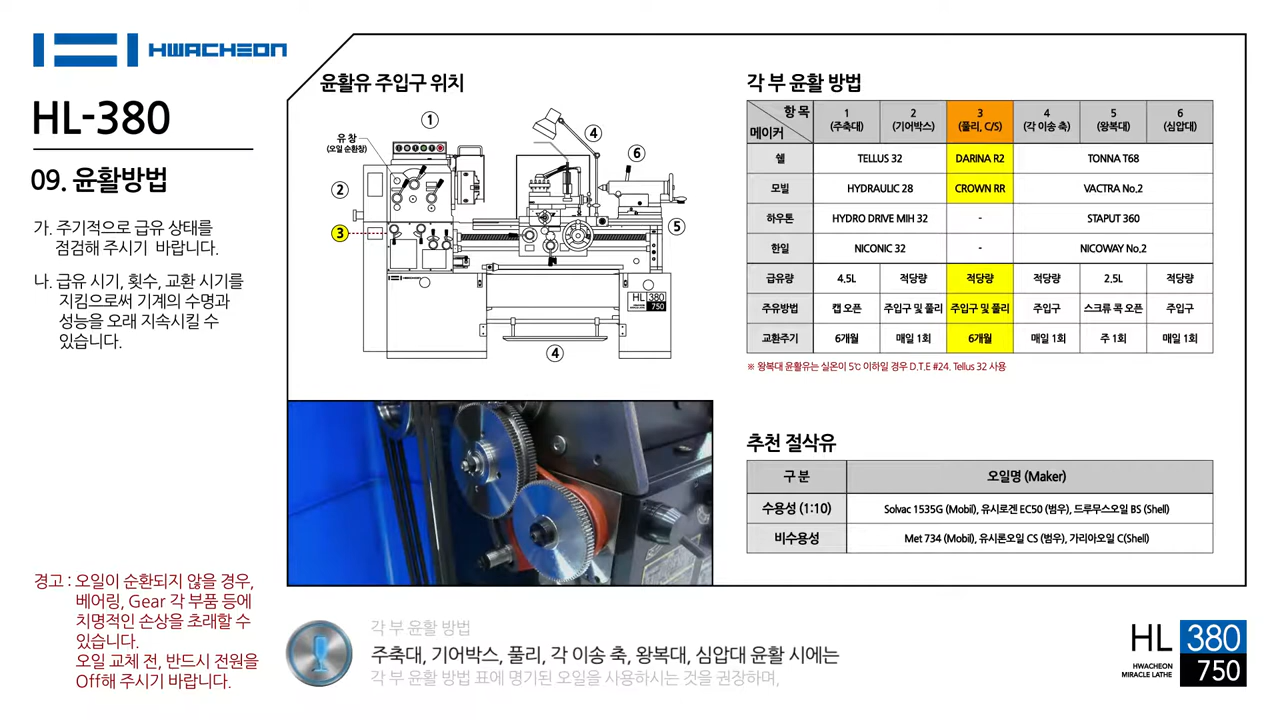 HWACHEON
HL-380
09. 윤활방법
가. 주기적으로 급유 상태를
점검해 주시기 바랍니다.
나. 급유 시기, 횟수, 교환 시기를
지킴으로써 기계의 수명과
성능을 오래 지속시킬 수
있습니다.
경고 : 오일이 순환되지 않을 경우,
베어링, Gear 각 부품 등에
치명적인 손상을 초래할 수
있습니다.
오일 교체 전, 반드시 전원을
Off해 주시기 바랍니다.
윤활유 주입구 위치
유 창
(오일 순환창)
①
②
3
④
⑥
⑤
④
HL 380
750
각 부 윤활 방법
항 목 1 2 3 4 5 6
메이커 (주축대) (기어박스) (풀리, C/S) (각 이송 축) (왕복대) (심압대)
쉘 TELLUS 32 DARINA R2 TONNA T68
모빌 HYDRAULIC 28 CROWN RR VACTRA No,2
하우톤 HYDRO DRIVE MIH 32 - STAPUT 360
한일 NICONIC 32 - NICOWAY No,2
급유량 4.5L 적당량 적당량 적당량 2.5L 적당량
주유방법 캡 오픈 주입구 및 풀리 주입구 및 풀리 주입구 스크류 콕 오픈 주입구
교환주기 6개월 매일 1회 6개월 매일 1회 주 1회 매일 1회
※ 왕복대 윤활유는 실온이 5℃ 이하일 경우 D.T.E #24. Tellus 32 사용
추천 절삭유
구 분 오일명 (Maker)
수용성 (1:10) Solvac 1535G (Mobil), 유시로겐 EC50 (범우), 드루무스오일 BS (Shell)
비수용성 Met 734 (Mobil), 유시론오일 CS (범우), 가리아오일 C(Shell)
각 부 윤활 방법
주축대, 기어박스, 풀리, 각 이송 축, 왕복대, 심압대 윤활 시에는
각 부 윤활 방법 표에 명기된 오일을 사용하시는 것을 권장하며,
HL 380
HWACHEON
MIRACLE LATHE 750